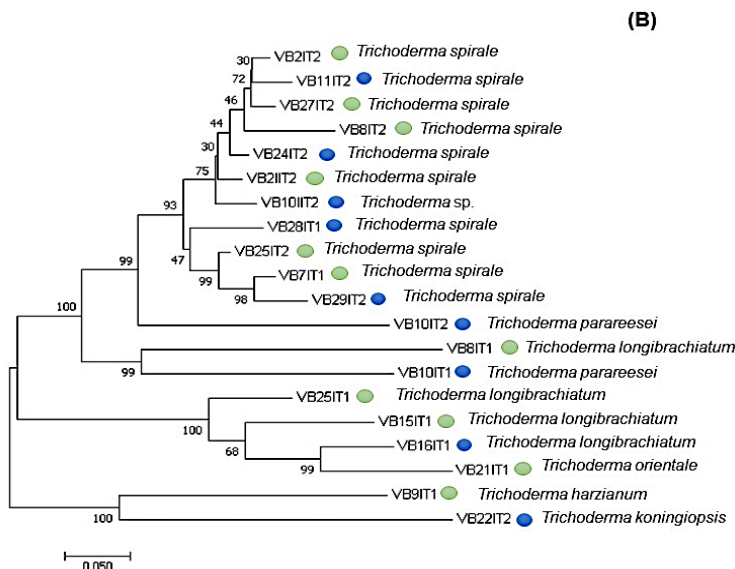 (B)
30 VB2IT2 Trichoderma spirale
72 VB11IT2 Trichoderma spirale
46 VB27IT2 Trichoderma spirale
44 VB8IT2 Trichoderma spirale
30 VB24IT2 Trichoderma spirale
75 VB2IIT2 Trichoderma spirale
93 VB10IIT2 Trichoderma sp.
VB28IT1 Trichoderma spirale
47 VB25IT2 Trichoderma spirale
99 VB7IT1 Trichoderma spirale
99 98 VB29IT2 Trichoderma spirale
100 VB10IT2 Trichoderma parareesei
VB8IT1 Trichoderma longibrachiatum
99 VB10IT1 Trichoderma parareesei
VB25IT1 Trichoderma longibrachiatum
100 VB15IT1 Trichoderma longibrachiatum
68 VB16IT1 Trichoderma longibrachiatum
99 VB21IT1 Trichoderma orientale
VB9IT1 Trichoderma harzianum
100 VB22IT2 Trichoderma koningiopsis
0.050